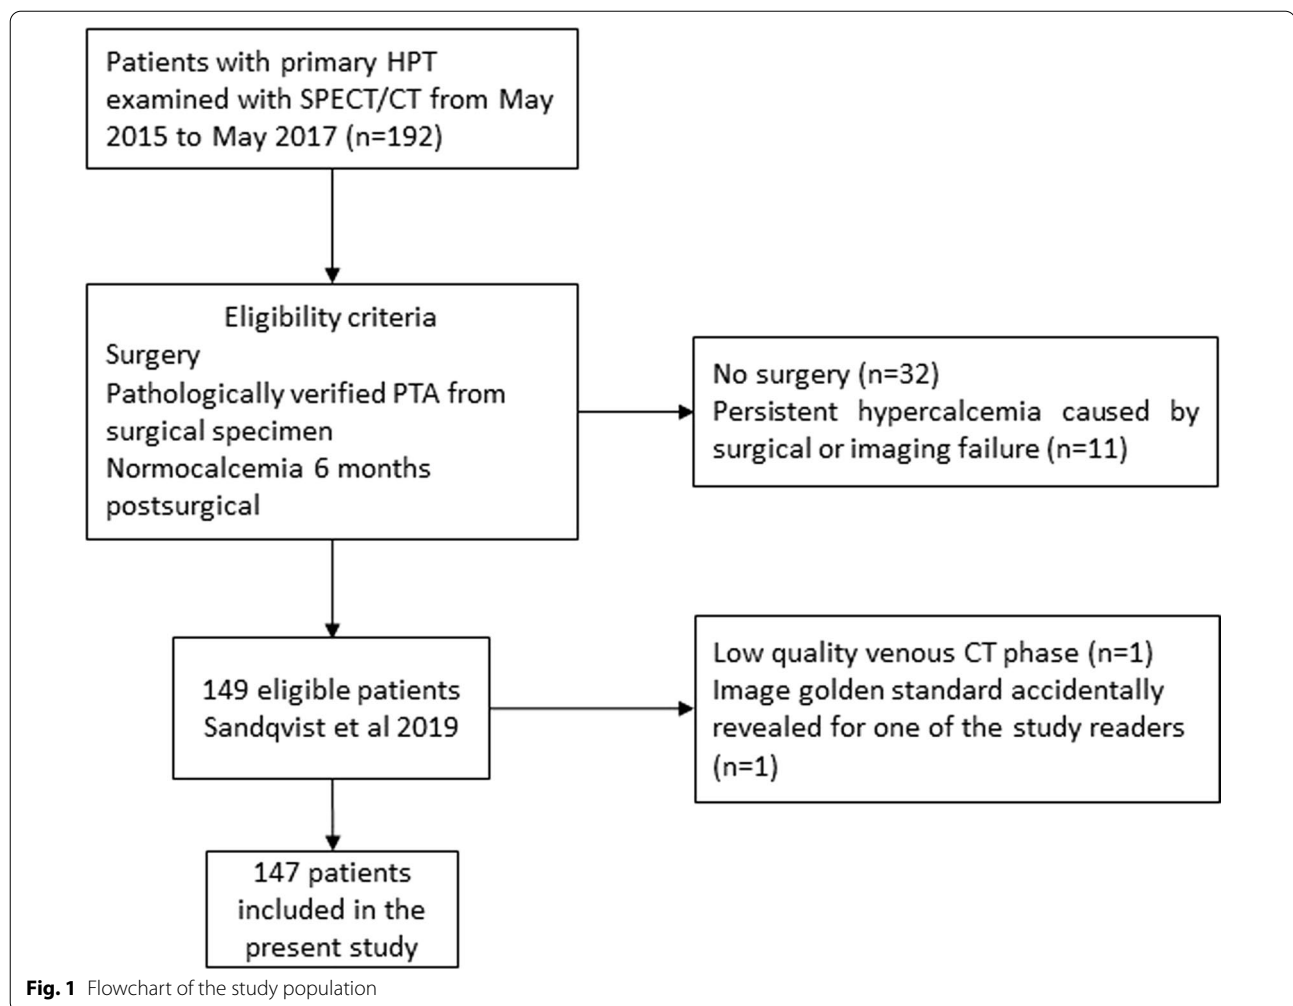 Patients with primary HPT
examined with SPECT/CT from May
2015 to May 2017 (n=192)
Eligibility criteria
Surgery
Pathologically verified PTA from
surgical specimen
Normocalcemia 6 months
postsurgical
No surgery (n=32)
Persistent hypercalcemia caused by
surgical or imaging failure (n=11)
149 eligible patients
Sandqvist et al 2019
Low quality venous CT phase (n=1)
Image golden standard accidentally
revealed for one of the study readers
(n=1)
147 patients
included in the
present study
Fig. 1 Flowchart of the study population